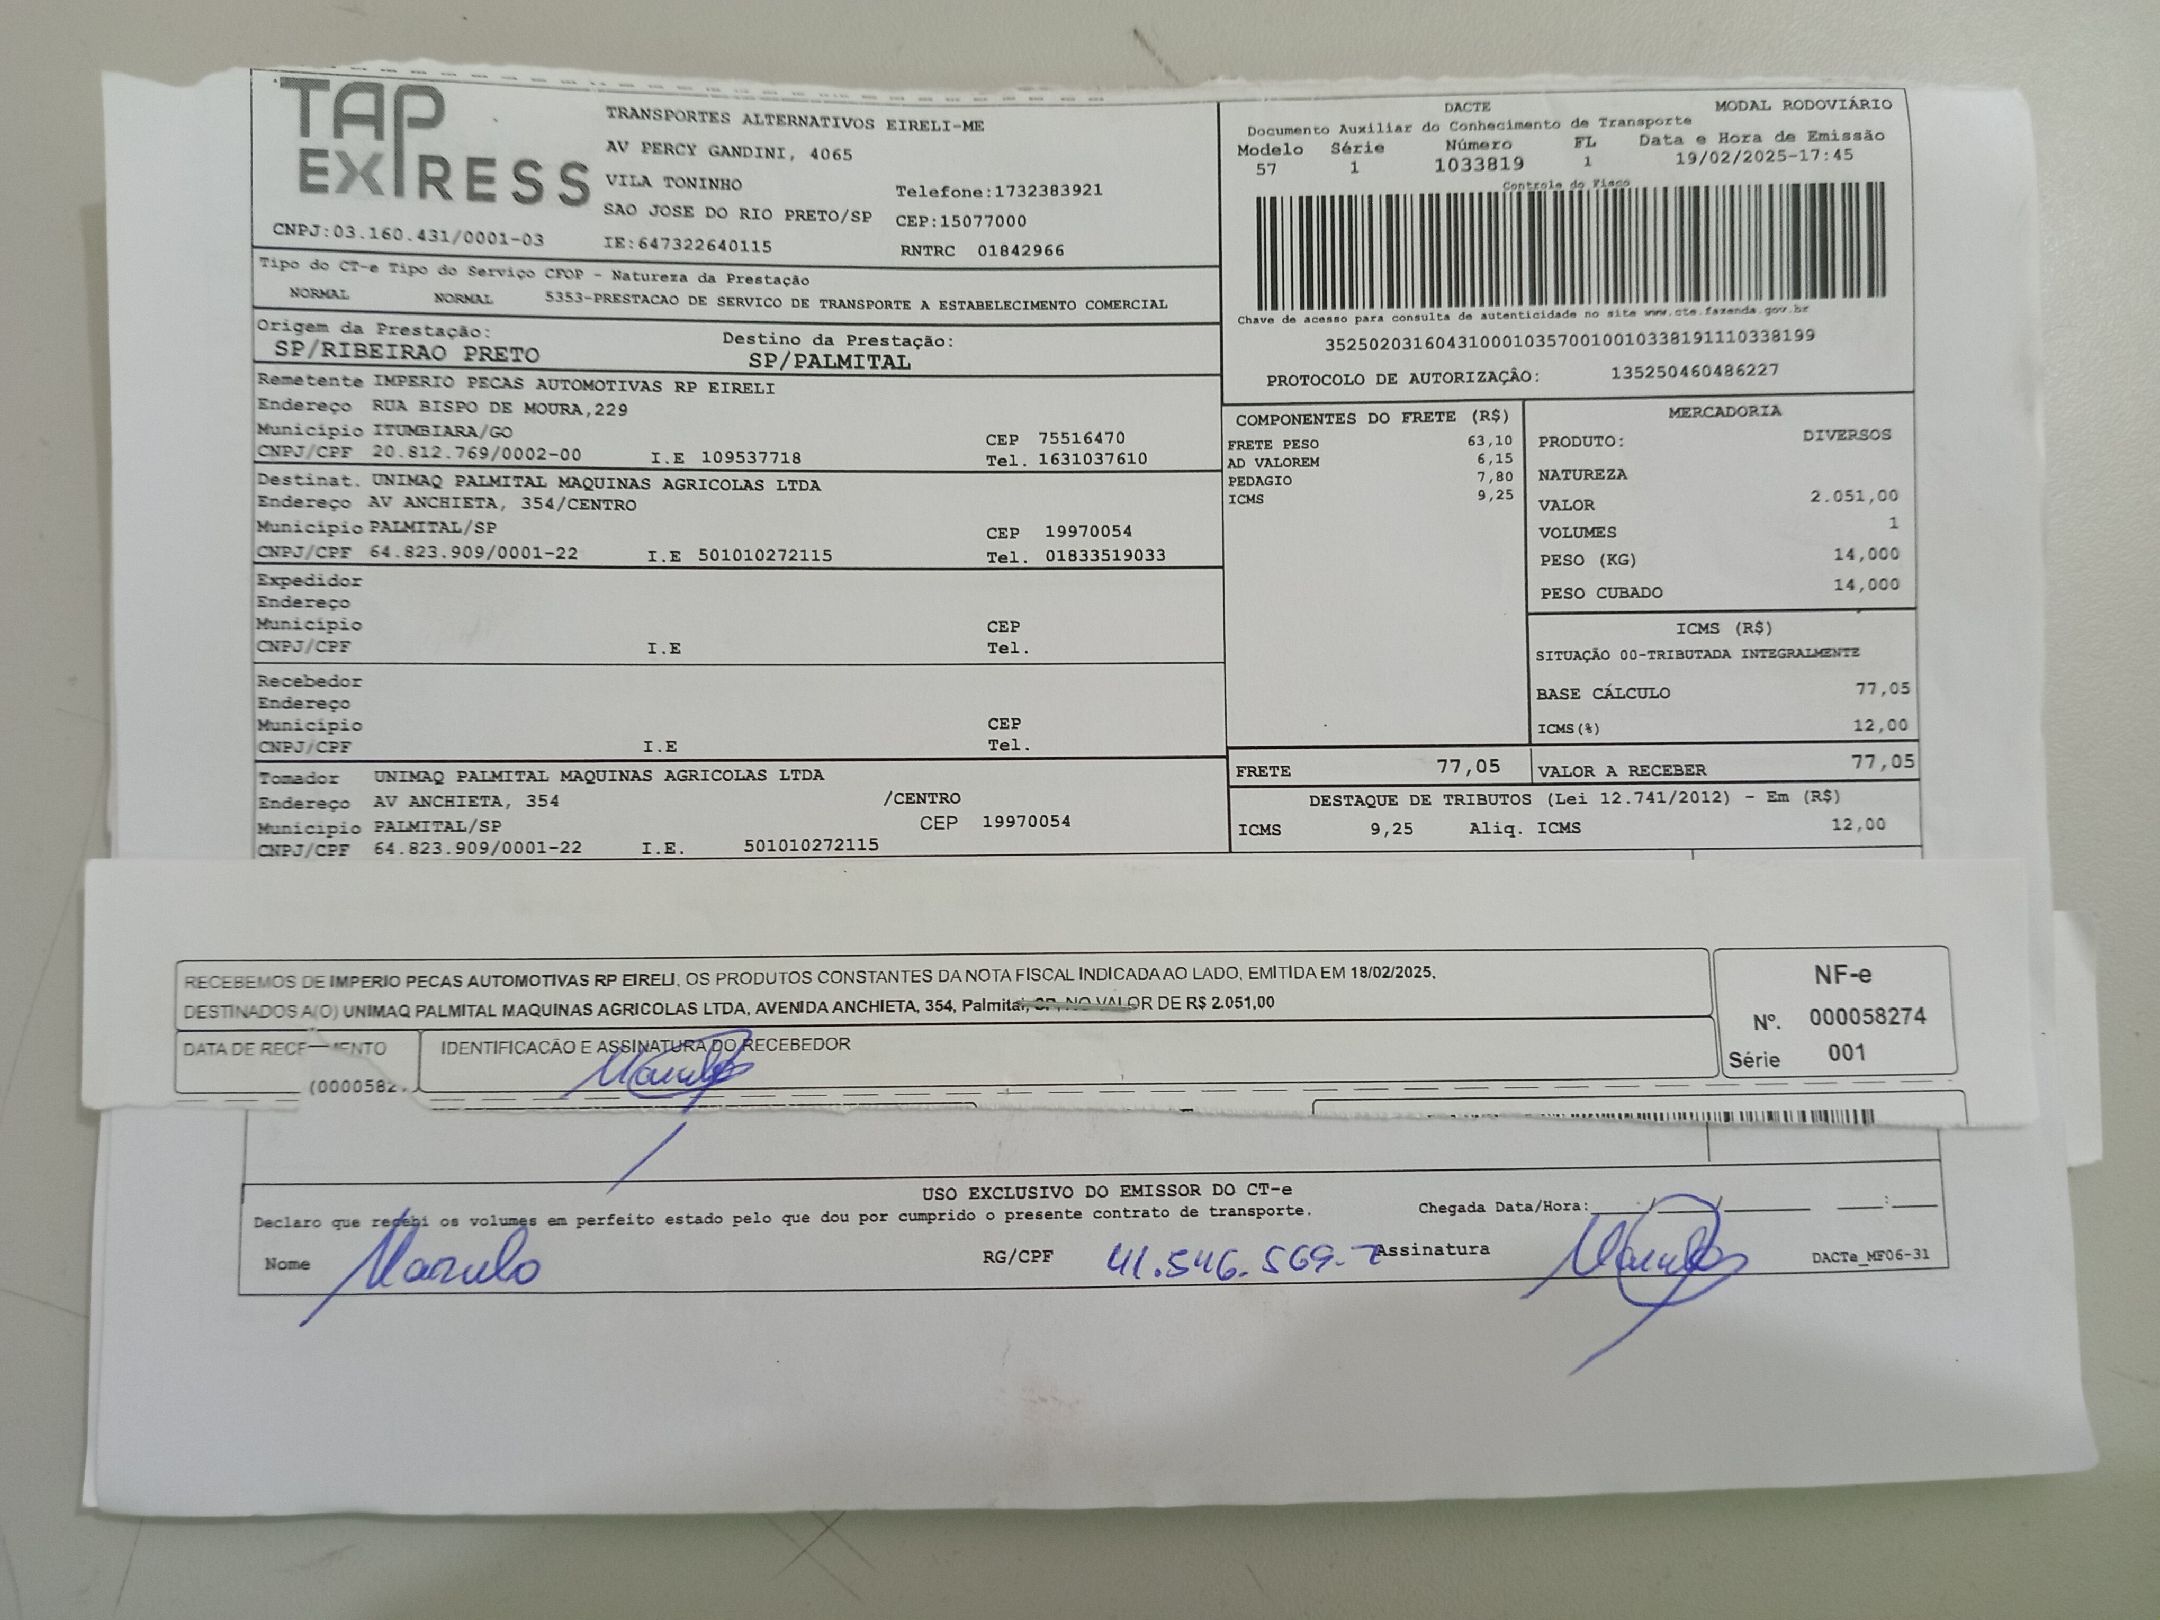 TAP
EXPRESS
CNPJ:03.160.431/0001-03
TRANSPORTES ALTERNATIVOS EIRELI-ME
AV PERCY GANDINI, 4065
VILA TONINHO
SAO JOSE DO RIO PRETO/SP
IE:647322640115
Telefone:1732383921
CEP:15077000
RNTRC 01842966
DACTE MODAL RODOVIÁRIO
Documento Auxiliar do Conhecimento de Transporte
Modelo Série Número FL Data e Hora de Emissão
57 1 1033819 1 19/02/2025-17:45
Controle do Fisco
Chave de acesso para consulta de autenticidade no site www.cte.fazenda.gov.br
35250203160431000103570010010338191110338199
PROTOCOLO DE AUTORIZAÇÃO: 135250460486227
Tipo do CT-e Tipo do Serviço CFOP - Natureza da Prestação
NORMAL NORMAL 5353-PRESTACAO DE SERVICO DE TRANSPORTE A ESTABELECIMENTO COMERCIAL
Origem da Prestação: Destino da Prestação:
SP/RIBEIRAO PRETO SP/PALMITAL
Remetente IMPERIO PECAS AUTOMOTIVAS RP EIRELI
Endereço RUA BISPO DE MOURA,229
Município ITUMBIARA/GO CEP 75516470
CNPJ/CPF 20.812.769/0002-00 I.E 109537718 Tel. 1631037610
Destinat. UNIMAQ PALMITAL MAQUINAS AGRICOLAS LTDA
Endereço AV ANCHIETA, 354/CENTRO
Município PALMITAL/SP CEP 19970054
CNPJ/CPF 64.823.909/0001-22 I.E 501010272115 Tel. 01833519033
Expedidor
Endereço
Município CEP
CNPJ/CPF I.E Tel.
Recebedor
Endereço
Município CEP
CNPJ/CPF I.E Tel.
Tomador UNIMAQ PALMITAL MAQUINAS AGRICOLAS LTDA
Endereço AV ANCHIETA, 354 /CENTRO
Município PALMITAL/SP CEP 19970054
CNPJ/CPF 64.823.909/0001-22 I.E. 501010272115
COMPONENTES DO FRETE (R$)
FRETE PESO 63,10
AD VALOREM 6,15
PEDAGIO 7,80
ICMS 9,25
MERCADORIA
PRODUTO: DIVERSOS
NATUREZA
VALOR 2.051,00
VOLUMES 1
PESO (KG) 14,000
PESO CUBADO 14,000
ICMS (R$)
SITUAÇÃO 00-TRIBUTADA INTEGRALMENTE
BASE CÁLCULO 77,05
ICMS(%) 12,00
FRETE 77,05 VALOR A RECEBER 77,05
DESTAQUE DE TRIBUTOS (Lei 12.741/2012) - Em (R$)
ICMS 9,25 Aliq. ICMS 12,00
RECEBEMOS DE IMPERIO PECAS AUTOMOTIVAS RP EIRELI, OS PRODUTOS CONSTANTES DA NOTA FISCAL INDICADA AO LADO, EMITIDA EM 18/02/2025,
DESTINADOS A(O) UNIMAQ PALMITAL MAQUINAS AGRICOLAS LTDA, AVENIDA ANCHIETA, 354, Palmital, SP, NO VALOR DE R$ 2.051,00
DATA DE RECEBIMENTO IDENTIFICAÇÃO E ASSINATURA DO RECEBEDOR
(0000582
NF-e
Nº. 000058274
Série 001
USO EXCLUSIVO DO EMISSOR DO CT-e
Declaro que recebi os volumes em perfeito estado pelo que dou por cumprido o presente contrato de transporte. Chegada Data/Hora: / / :
Nome RG/CPF 41.546.569-7 Assinatura DACTe_MF06-31